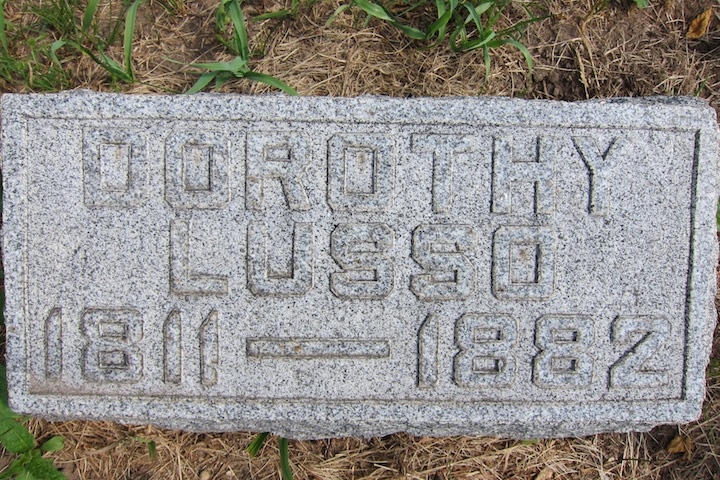 DOROTHY
LUSSO
1811 — 1882